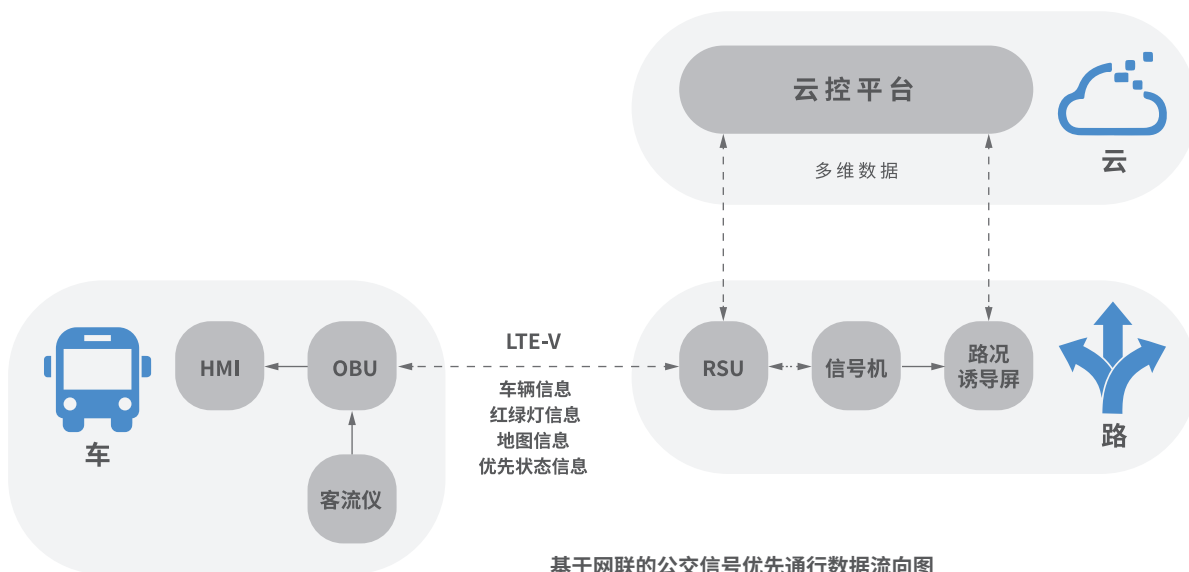 云控平台
云
多维数据
LTE-V
HMI
OBU
RSU
信号机
路况
诱导屏
车辆信息
红绿灯信息
地图信息
优先状态信息
车
路
客流仪
基于网联的公交信号优先通行数据流向图